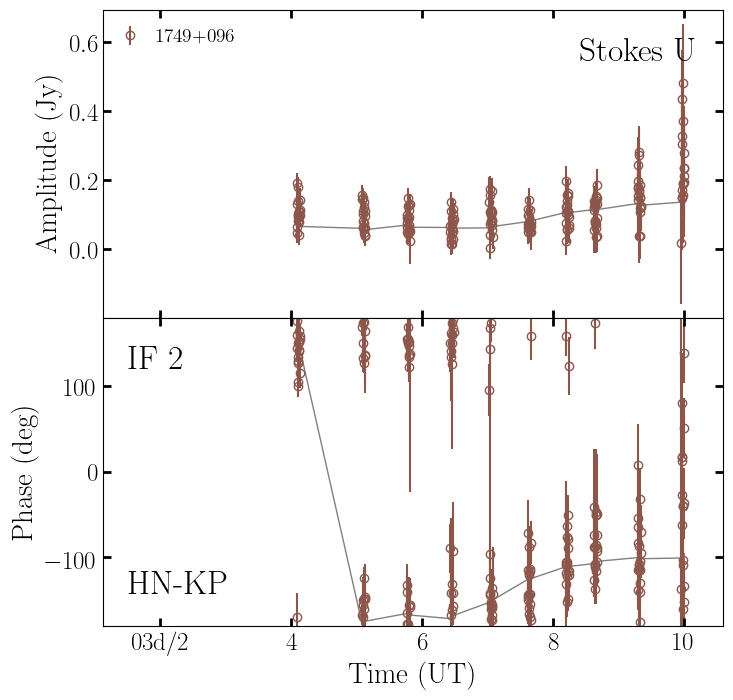 1749+096
Stokes U
0.6
0.4
0.2
0.0
Amplitude (Jy)
IF 2
100
0
−100
Phase (deg)
HN-KP
03d/2
4
6
8
10
Time (UT)